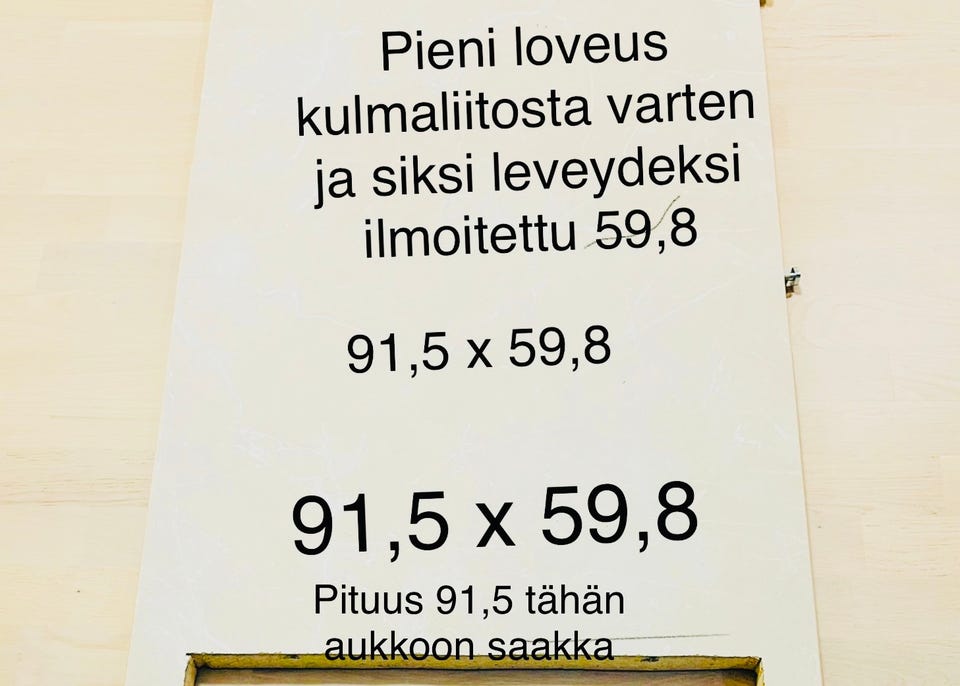 Pieni loveus
kulmaliitosta varten
ja siksi leveydeksi
ilmoitettu 59,8
91,5 x 59,8
91,5 x 59,8
Pituus 91,5 tähän
aukkoon saakka